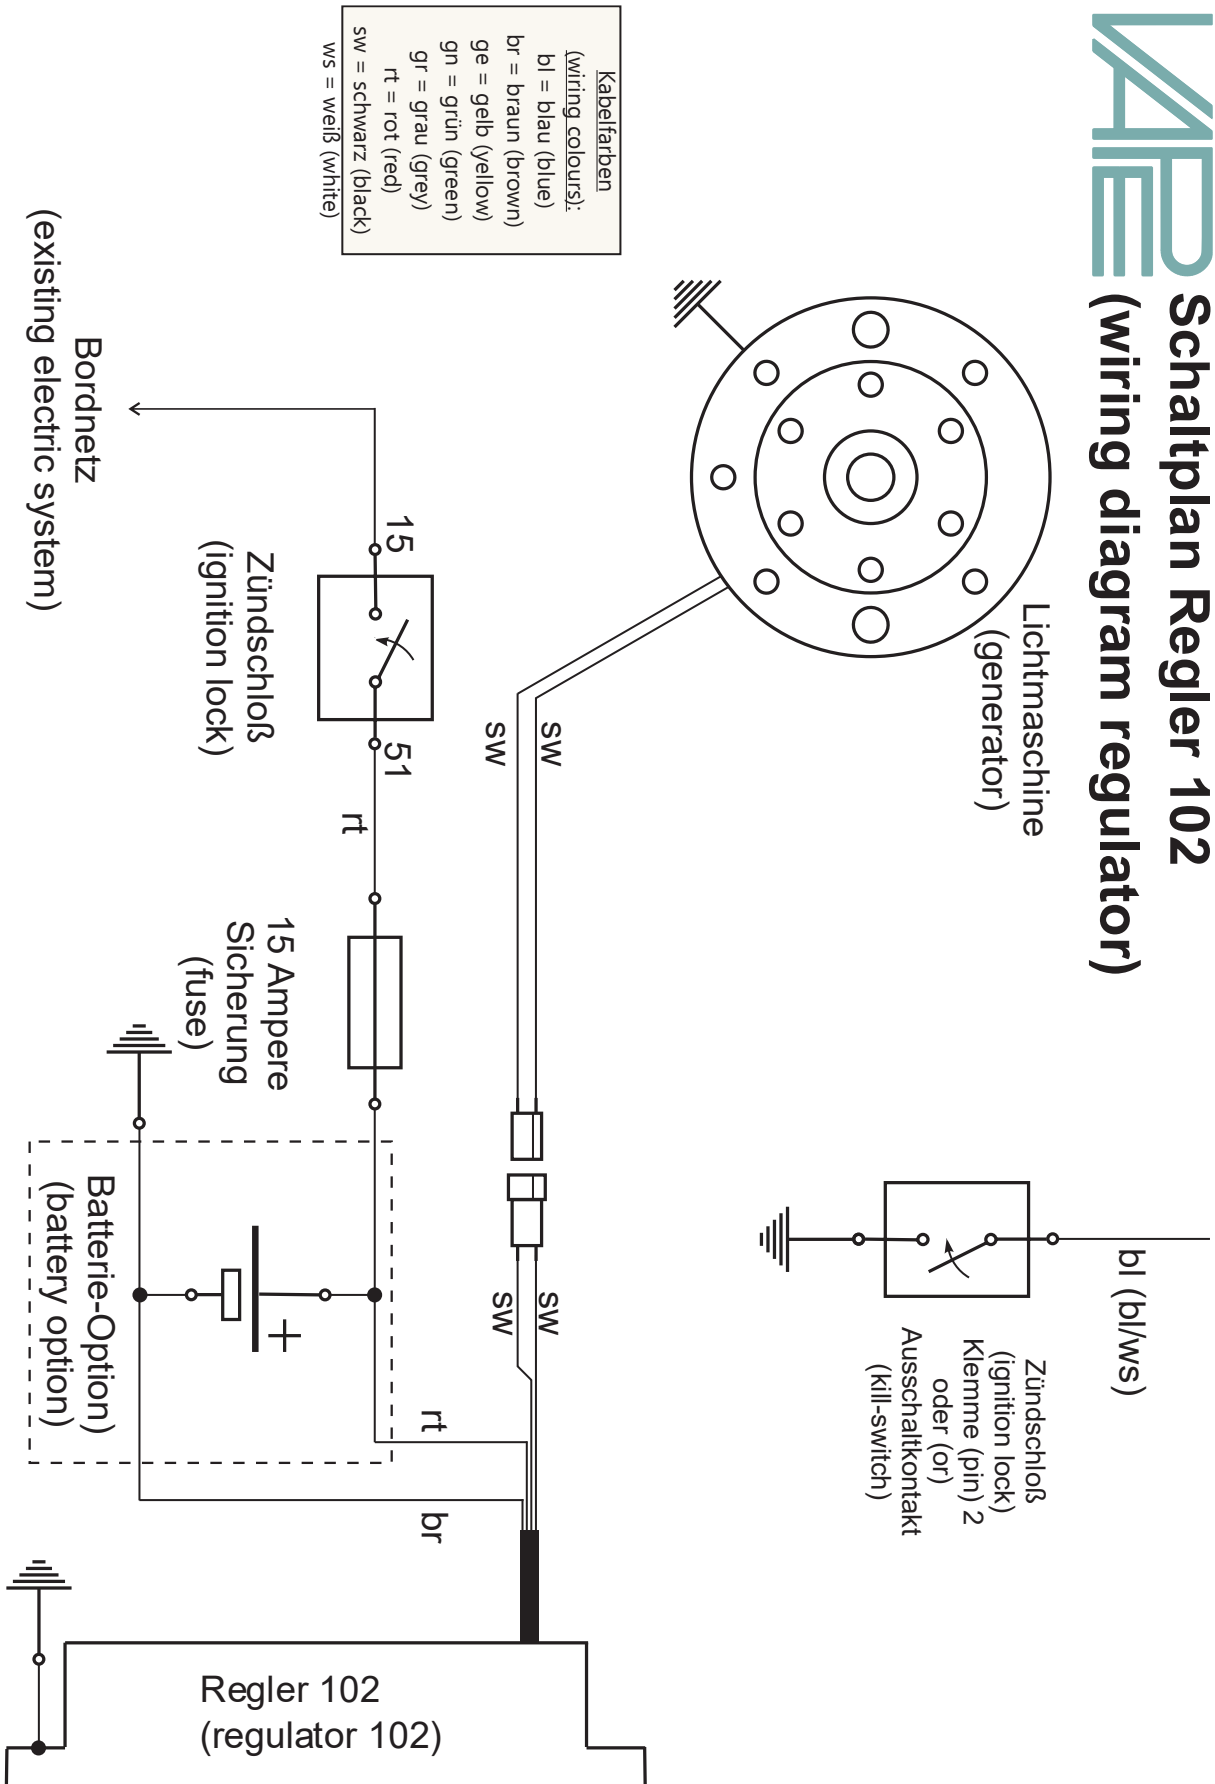 VAPE
Schaltplan Regler 102
(wiring diagram regulator)
Kabelfarben
(wiring colours):
bl = blau (blue)
br = braun (brown)
ge = gelb (yellow)
gn = grün (green)
gr = grau (grey)
rt = rot (red)
sw = schwarz (black)
ws = weiß (white)
Lichtmaschine
(generator)
sw
sw
bl (bl/ws)
Zündschloß
(ignition lock)
Klemme (pin) 2
oder (or)
Ausschaltkontakt
(kill-switch)
sw
sw
15
51
Zündschloß
(ignition lock)
rt
15 Ampere
Sicherung
(fuse)
Bordnetz
(existing electric system)
+
Batterie-Option)
(battery option)
rt
br
Regler 102
(regulator 102)